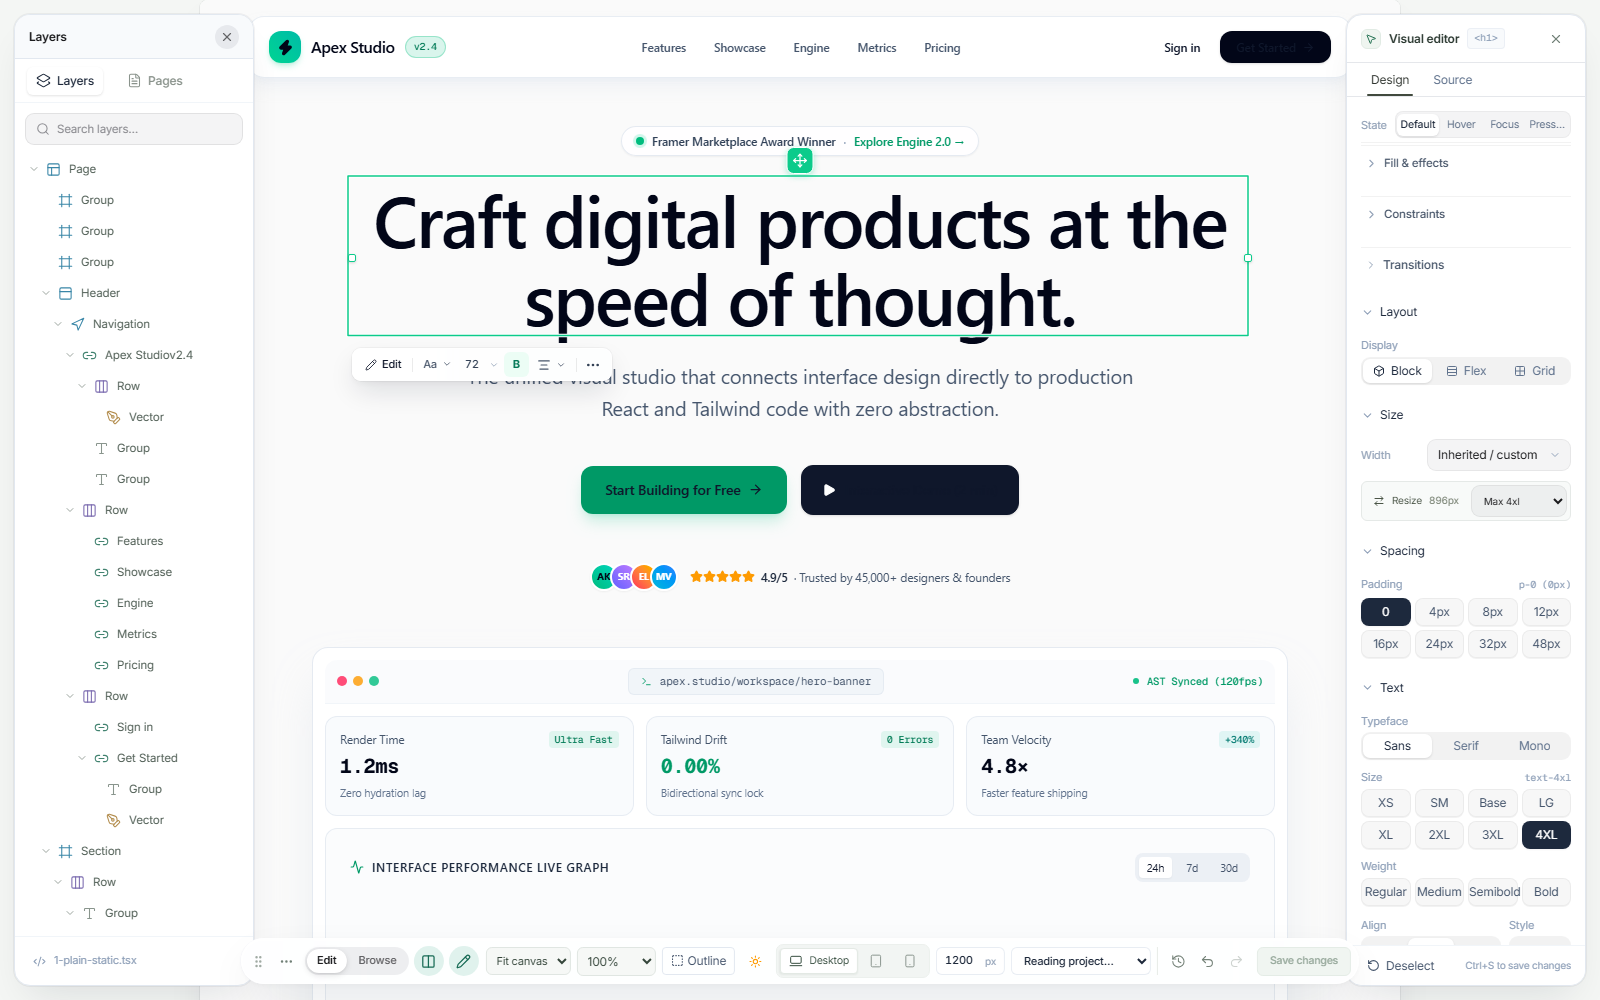 Layers
Layers
Pages
Search layers...
Page
Group
Group
Group
Header
Navigation
Apex Studiov2.4
Row
Vector
Group
Group
Row
Features
Showcase
Engine
Metrics
Pricing
Row
Sign in
Get Started
Group
Vector
Section
Row
Group
1-plain-static.tsx
Apex Studio
v2.4
Features
Showcase
Engine
Metrics
Pricing
Sign in
Get Started →
Framer Marketplace Award Winner · Explore Engine 2.0 →
Craft digital products at the
speed of thought.
Edit
Aa
72
B
The unified visual studio that connects interface design directly to production
React and Tailwind code with zero abstraction.
Start Building for Free →
AK
SR
EL
MV
4.9/5 · Trusted by 45,000+ designers & founders
apex.studio/workspace/hero-banner
AST Synced (120fps)
Render Time
Ultra Fast
1.2ms
Zero hydration lag
Tailwind Drift
0 Errors
0.00%
Bidirectional sync lock
Team Velocity
+340%
4.8×
Faster feature shipping
INTERFACE PERFORMANCE LIVE GRAPH
24h
7d
30d
Edit
Browse
Fit canvas
100%
Outline
Desktop
1200 px
Reading project...
Save changes
Visual editor
<h1>
Design
Source
State
Default
Hover
Focus
Press...
Fill & effects
Constraints
Transitions
Layout
Display
Block
Flex
Grid
Size
Width
Inherited / custom
Resize 896px
Max 4xl
Spacing
Padding
p-0 (0px)
0
4px
8px
12px
16px
24px
32px
48px
Text
Typeface
Sans
Serif
Mono
Size
text-4xl
XS
SM
Base
LG
XL
2XL
3XL
4XL
Weight
Regular
Medium
Semibold
Bold
Align
Style
Deselect
Ctrl+S to save changes